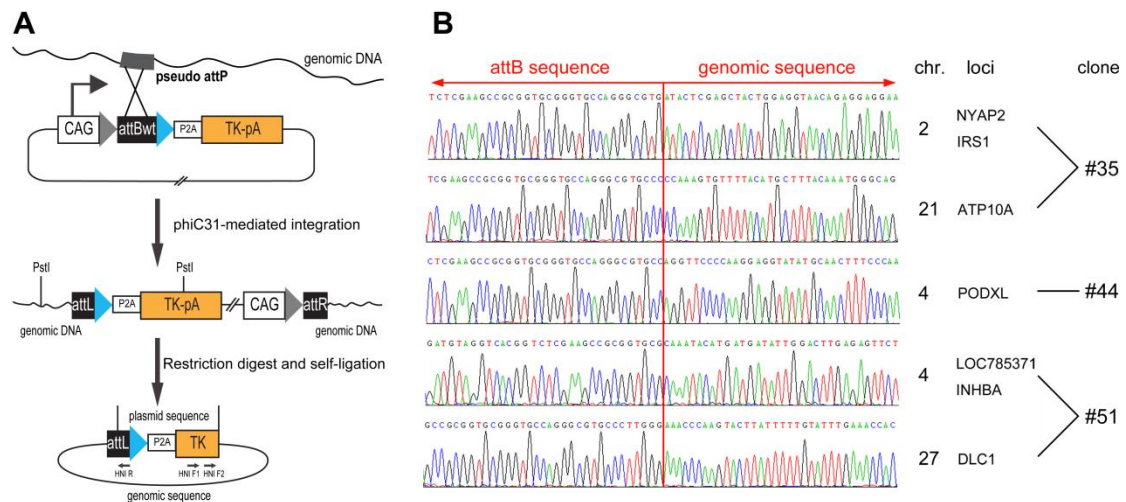 A
genomic DNA
pseudo attP
CAG
attBwt
P2A
TK-pA
phiC31-mediated integration
PstI
PstI
attL
P2A
TK-pA
CAG
attR
genomic DNA
genomic DNA
Restriction digest and self-ligation
plasmid sequence
attL
P2A
TK
HNI R
HNI F1
HNI F2
genomic sequence
B
attB sequence
genomic sequence
chr.
loci
clone
TCTCGAAGCCGCGGTGCGGGTGCCAGGGCGTGATACTCGAGCTACTGGAGGTAACAGAGGAGGAA
2
NYAP2
IRS1
#35
TCGAAGCCGCGGTGCGGGTGCCAGGGCGTGCCCCCAAAGTGTTTTACATGCTTTACAAATGGGCAG
21
ATP10A
CTCGAAGCCGCGGTGCGGGTGCCAGGGCGTGCCAGGTTCCCCAAGGAGGTATATGCAACTTTCCCAA
4
PODXL
#44
GATGTAGGTCACGGTCTCGAAGCCGCGGTGCGCAAATACATGATGATATTGGACTTGAGAGTTCT
4
LOC785371
INHBA
#51
GCCGCGGTGCGGGTGCCAGGGCGTGCCCTTGGGAAACCCAAGTACTTATTTTTGTATTTGAAACCAC
27
DLC1